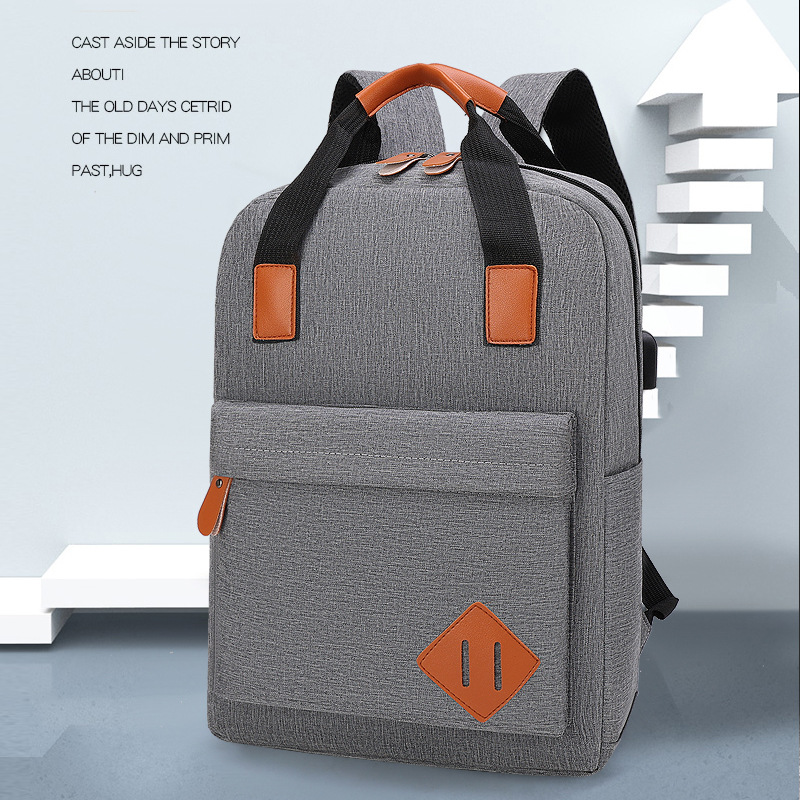 CAST ASIDE THE STORY
ABOUTI
THE OLD DAYS CETRID
OF THE DIM AND PRIM
PAST,HUG